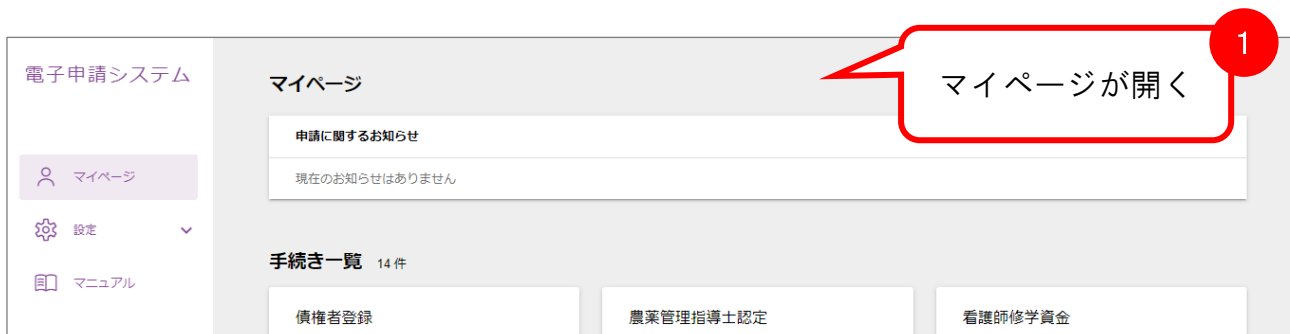 1
マイページが開く
電子申請システム
マイページ
設定
マニュアル
マイページ
申請に関するお知らせ
現在のお知らせはありません
手続き一覧 14 件
債権者登録
農薬管理指導士認定
看護師修学資金